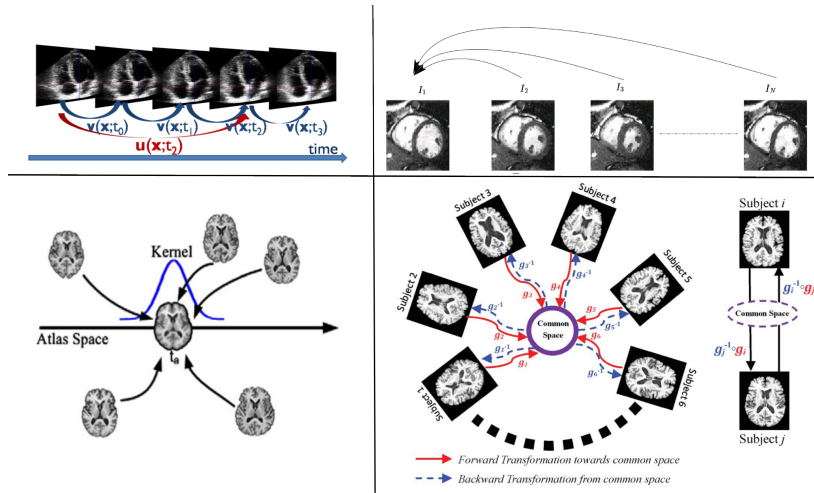 v(x;t₀) v(x;t₁) v(x;t₂) v(x;t₃)
u(x;t₂) time
I₁ I₂ I₃ I_N
Kernel
Atlas Space
tₐ
Subject 1
Subject 2
Subject 3
Subject 4
Subject 5
Subject 6
g₁ g₁⁻¹
g₂ g₂⁻¹
g₃ g₃⁻¹
g₄ g₄⁻¹
g₅ g₅⁻¹
g₆ g₆⁻¹
Common
Space
Forward Transformation towards common space
Backward Transformation from common space
Subject i
gᵢ⁻¹∘gⱼ
Common Space
gⱼ⁻¹∘gᵢ
Subject j